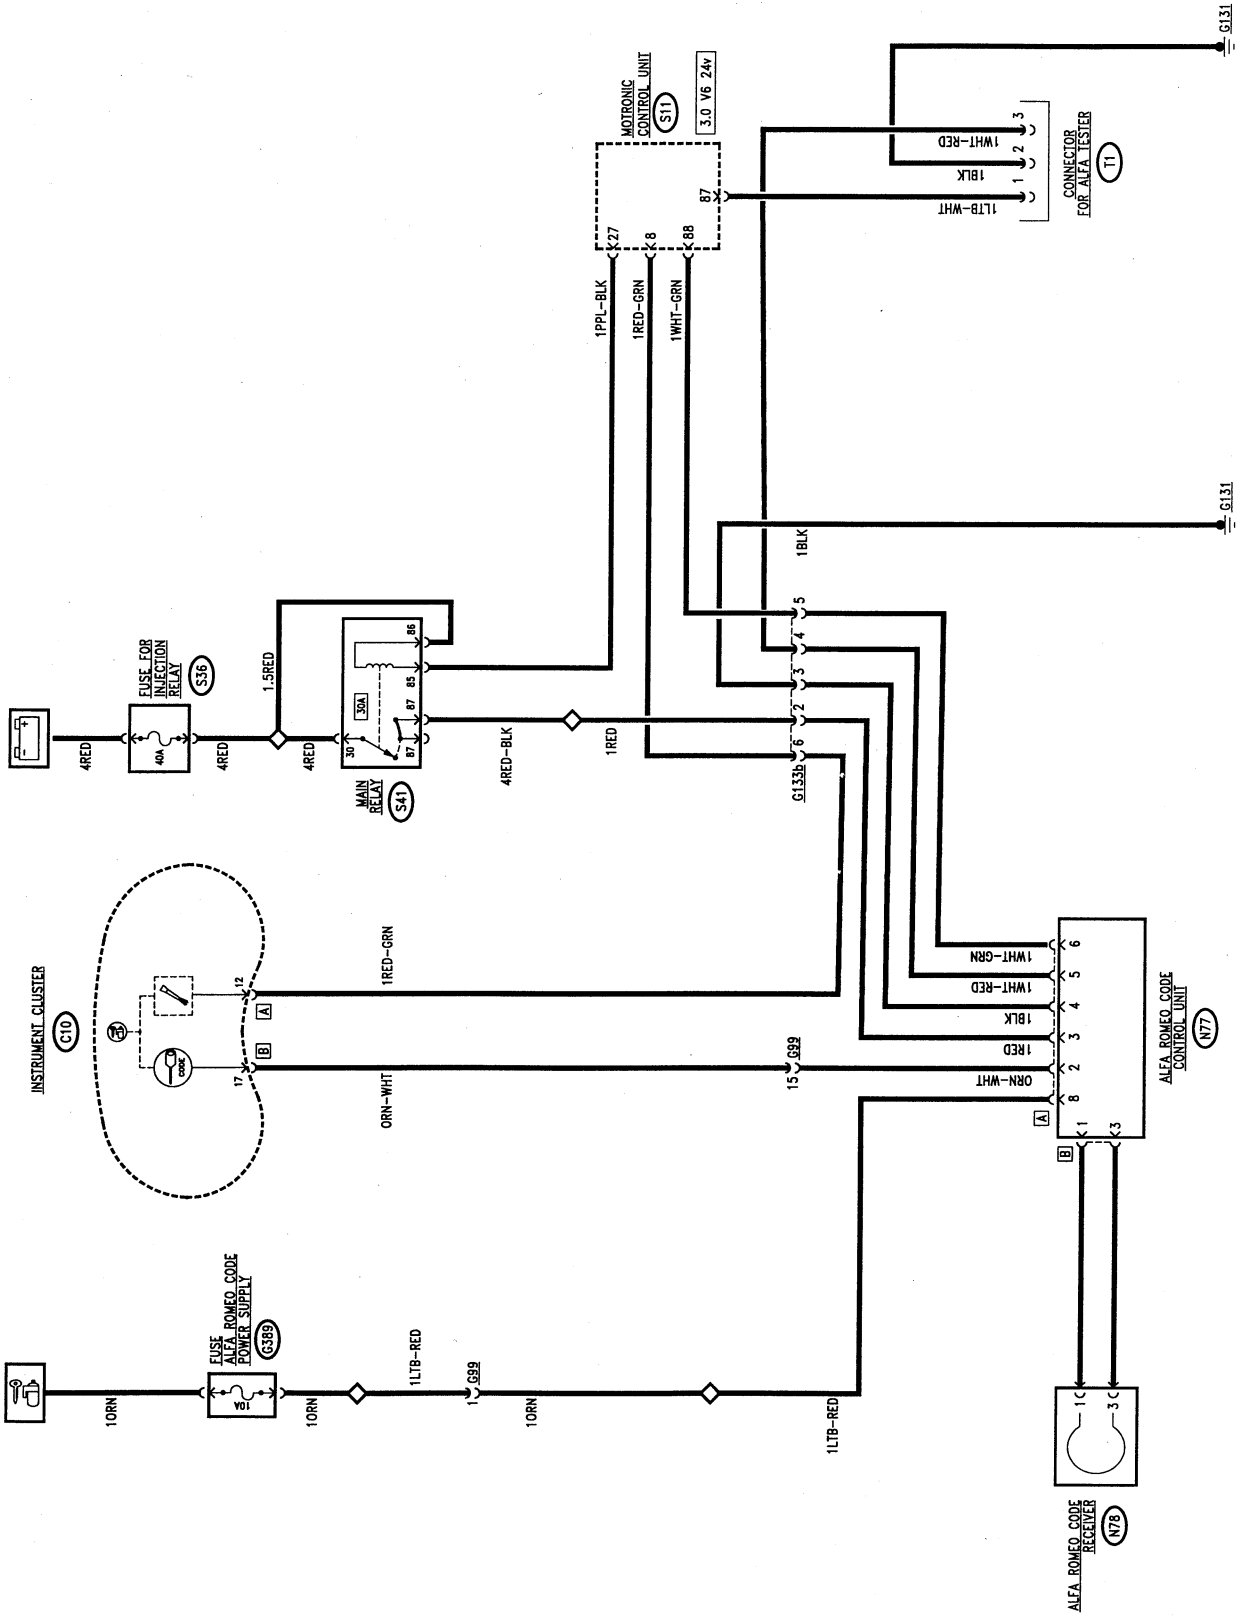 G131
MOTRONIC
CONTROL UNIT
S11
3.0 V6 24v
87
27
8
88
1PPL-BLK
1RED-GRN
1WHT-GRN
3
2
1
1WHT-RED
1BLK
1LTB-WHT
CONNECTOR
FOR ALFA TESTER
T1
G131
1BLK
FUSE FOR
INJECTION
RELAY
S36
+
-
4RED
40A
4RED
4RED
1.5RED
30
30A
86
85
87
87
MAIN
RELAY
S41
4RED-BLK
1RED
5
4
3
2
6
G133b
INSTRUMENT CLUSTER
C10
CODE
12
A
17
B
1RED-GRN
ORN-WHT
15
G99
1WHT-GRN
1WHT-RED
1BLK
1RED
ORN-WHT
6
5
4
3
2
8
A
1
3
B
ALFA ROMEO CODE
CONTROL UNIT
N77
FUSE
ALFA ROMEO CODE
POWER SUPPLY
G389
1ORN
10A
1ORN
1LTB-RED
1
G99
1ORN
1LTB-RED
1
3
ALFA ROMEO CODE
RECEIVER
N78